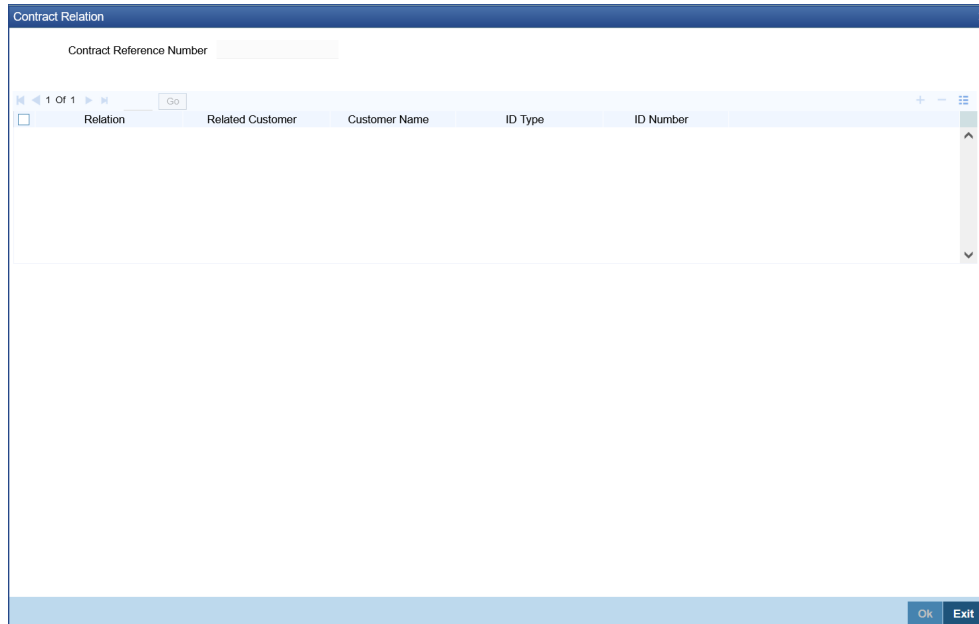 Contract Relation
Contract Reference Number
1 Of 1 Go
Relation Related Customer Customer Name ID Type ID Number
Ok Exit